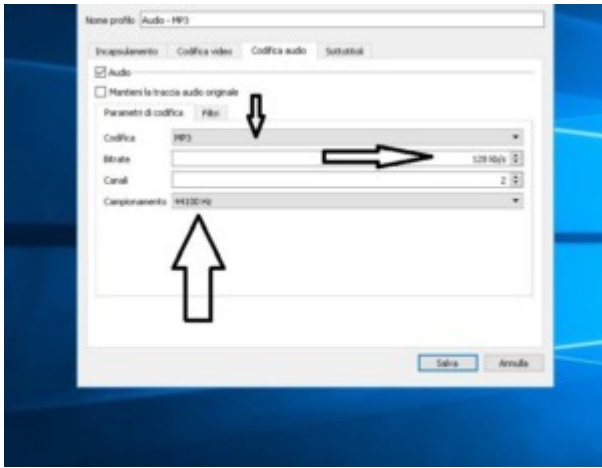 Nome profilo Audio - MP3
Incapsulamento Codifica video Codifica audio Sottotitoli
Audio
Mantieni la traccia audio originale
Parametri di codifica Filtri
Codifica MP3
Bitrate 128 kb/s
Canali 2
Campionamento 44100 Hz
Salva Annulla